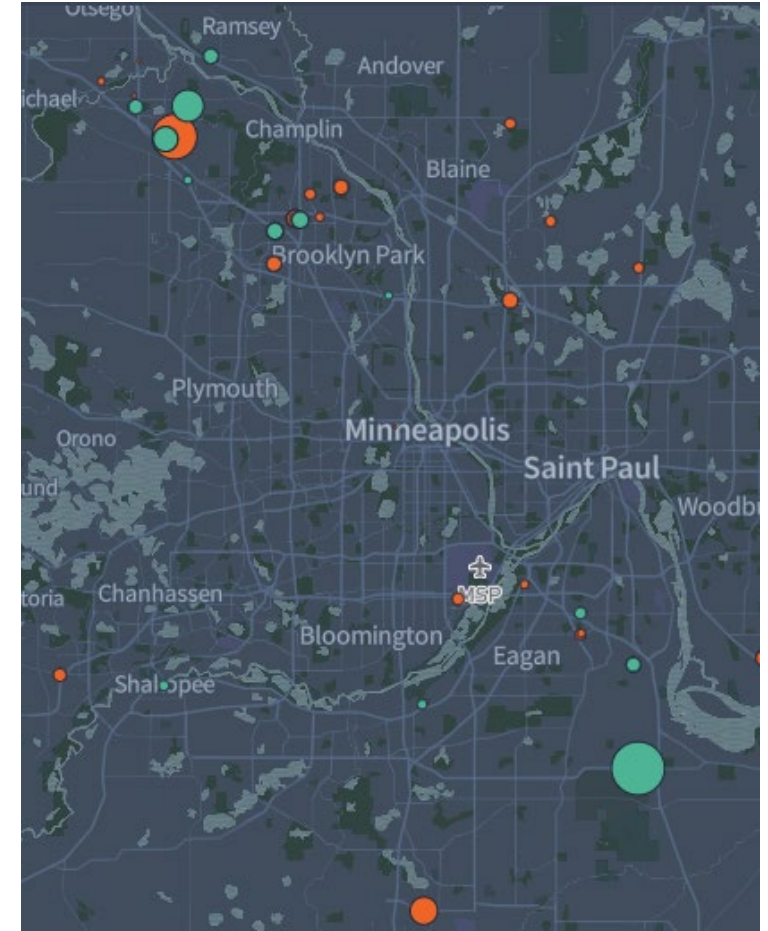 Otsego
Ramsey
Andover
ichael
Champlin
Blaine
Brooklyn Park
Plymouth
Minneapolis
Orono
Saint Paul
und
Woodbu
MSP
toria
Chanhassen
Bloomington
Eagan
Shakopee